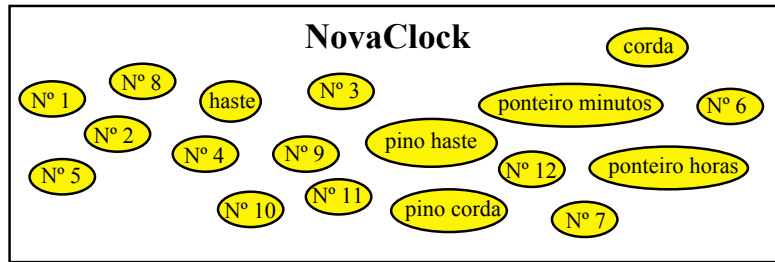 NovaClock
corda
Nº 8
Nº 1
haste
Nº 3
ponteiro minutos
Nº 6
Nº 2
pino haste
Nº 4
Nº 9
Nº 12
ponteiro horas
Nº 5
Nº 10
Nº 11
pino corda
Nº 7